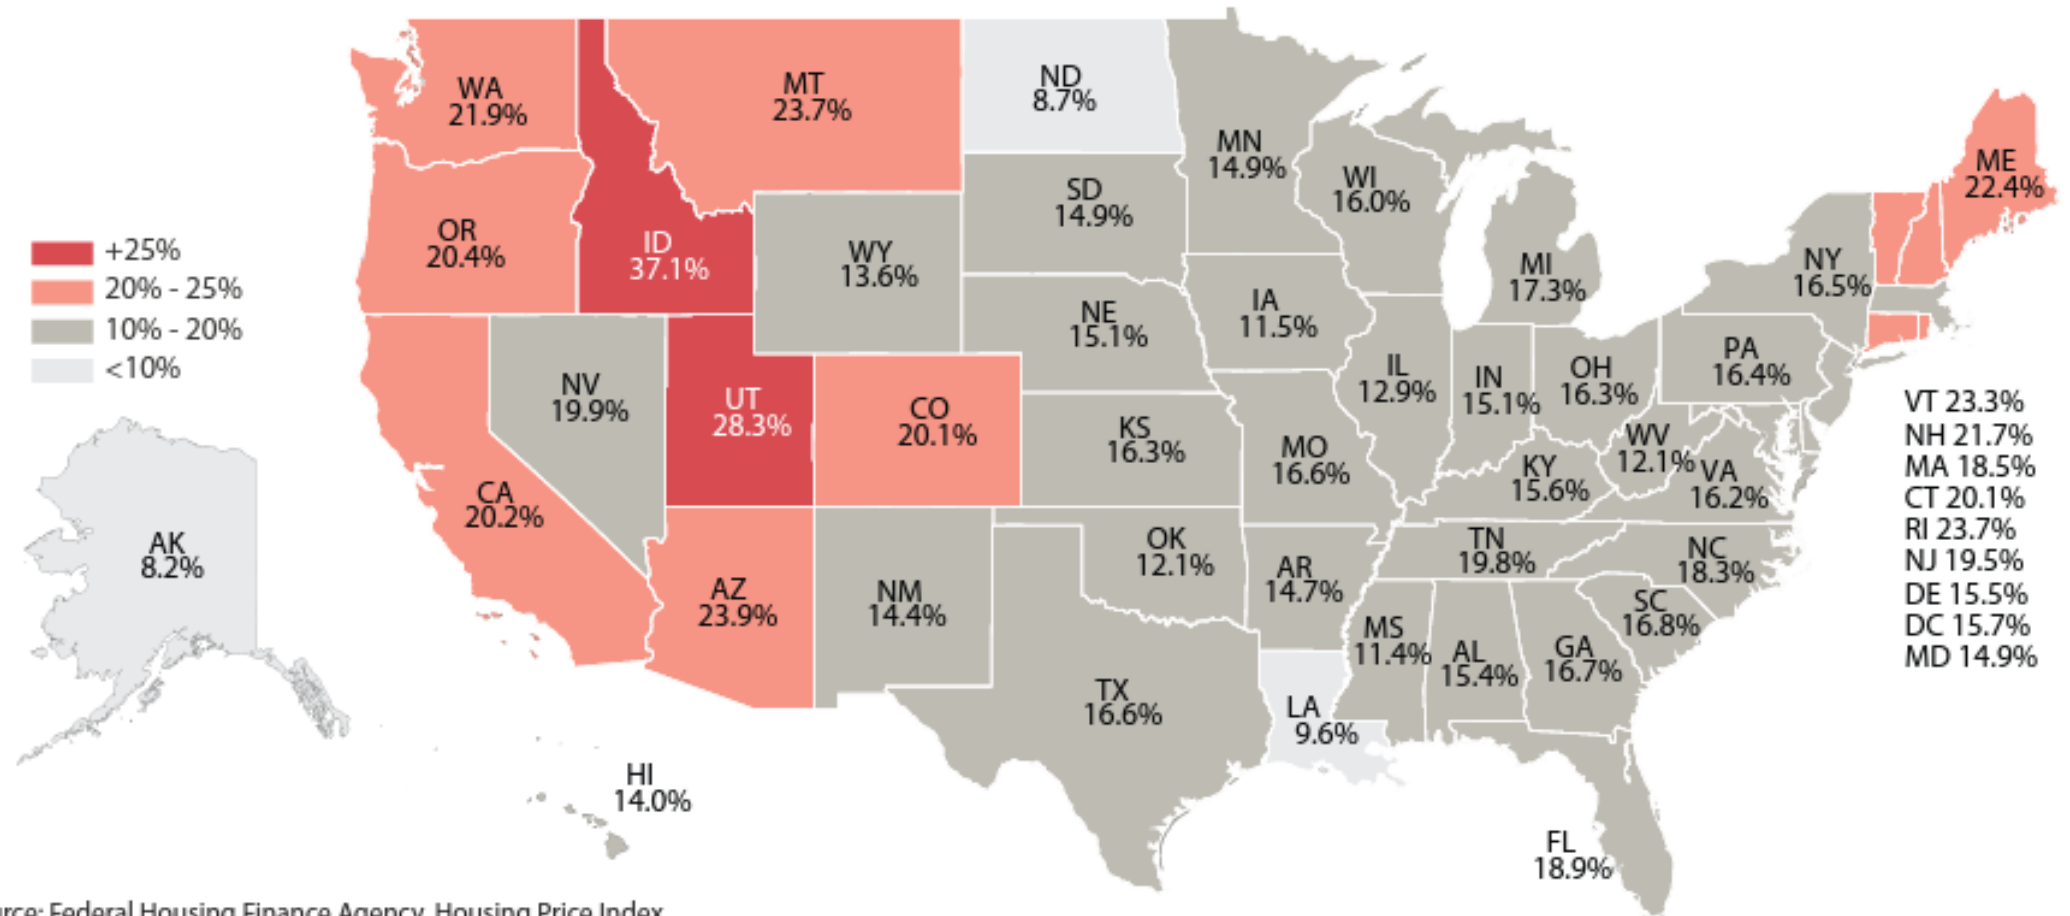 WA
21.9%
MT
23.7%
ND
8.7%
MN
14.9%
ME
22.4%
OR
20.4%
ID
37.1%
WY
13.6%
SD
14.9%
WI
16.0%
MI
17.3%
NY
16.5%
+25%
20% - 25%
10% - 20%
<10%
NV
19.9%
UT
28.3%
CO
20.1%
NE
15.1%
IA
11.5%
IL
12.9%
IN
15.1%
OH
16.3%
PA
16.4%
CA
20.2%
KS
16.3%
MO
16.6%
KY
15.6%
WV
12.1%
VA
16.2%
VT 23.3%
NH 21.7%
MA 18.5%
CT 20.1%
RI 23.7%
NJ 19.5%
DE 15.5%
DC 15.7%
MD 14.9%
AK
8.2%
AZ
23.9%
NM
14.4%
OK
12.1%
AR
14.7%
TN
19.8%
NC
18.3%
SC
16.8%
MS
11.4%
AL
15.4%
GA
16.7%
TX
16.6%
LA
9.6%
HI
14.0%
FL
18.9%
rce: Federal Housing Finance Agency, Housing Price Index